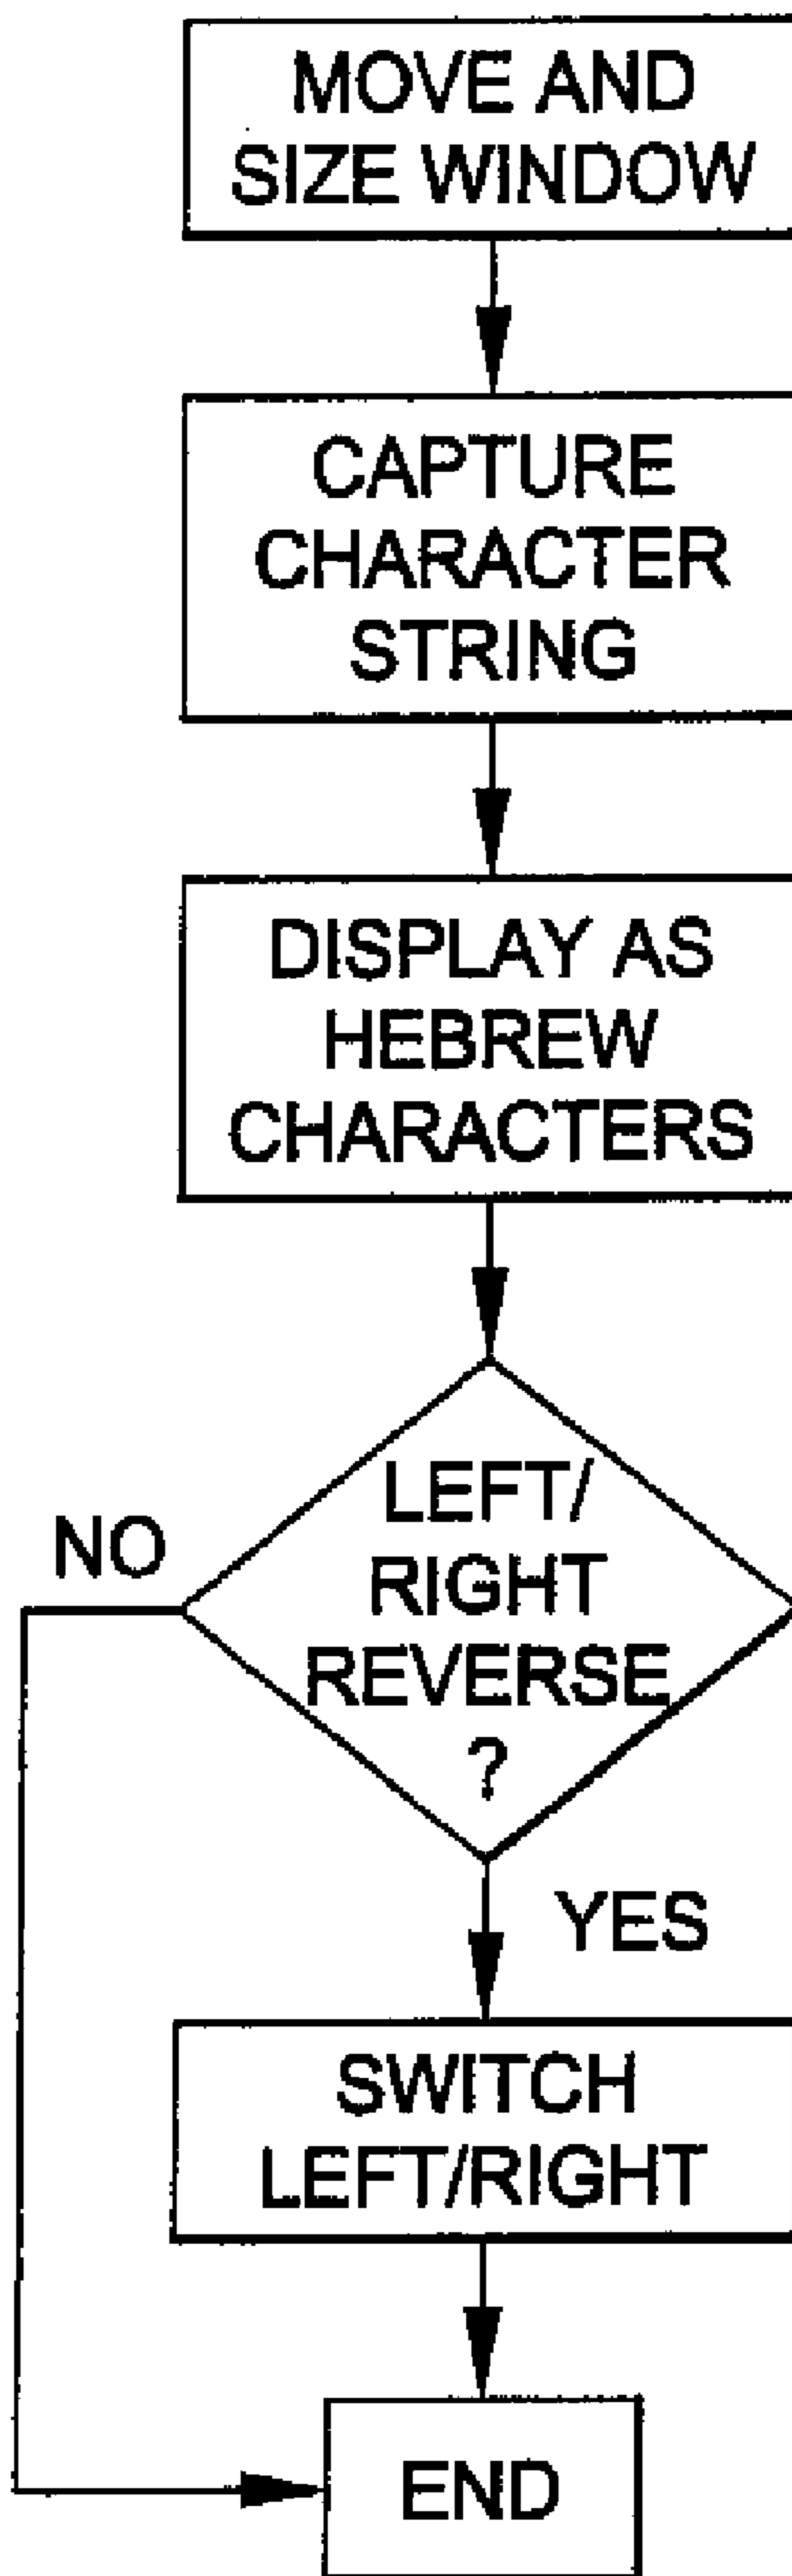 MOVE AND
SIZE WINDOW
CAPTURE
CHARACTER
STRING
DISPLAY AS
HEBREW
CHARACTERS
LEFT/
RIGHT
REVERSE
?
NO
YES
SWITCH
LEFT/RIGHT
END